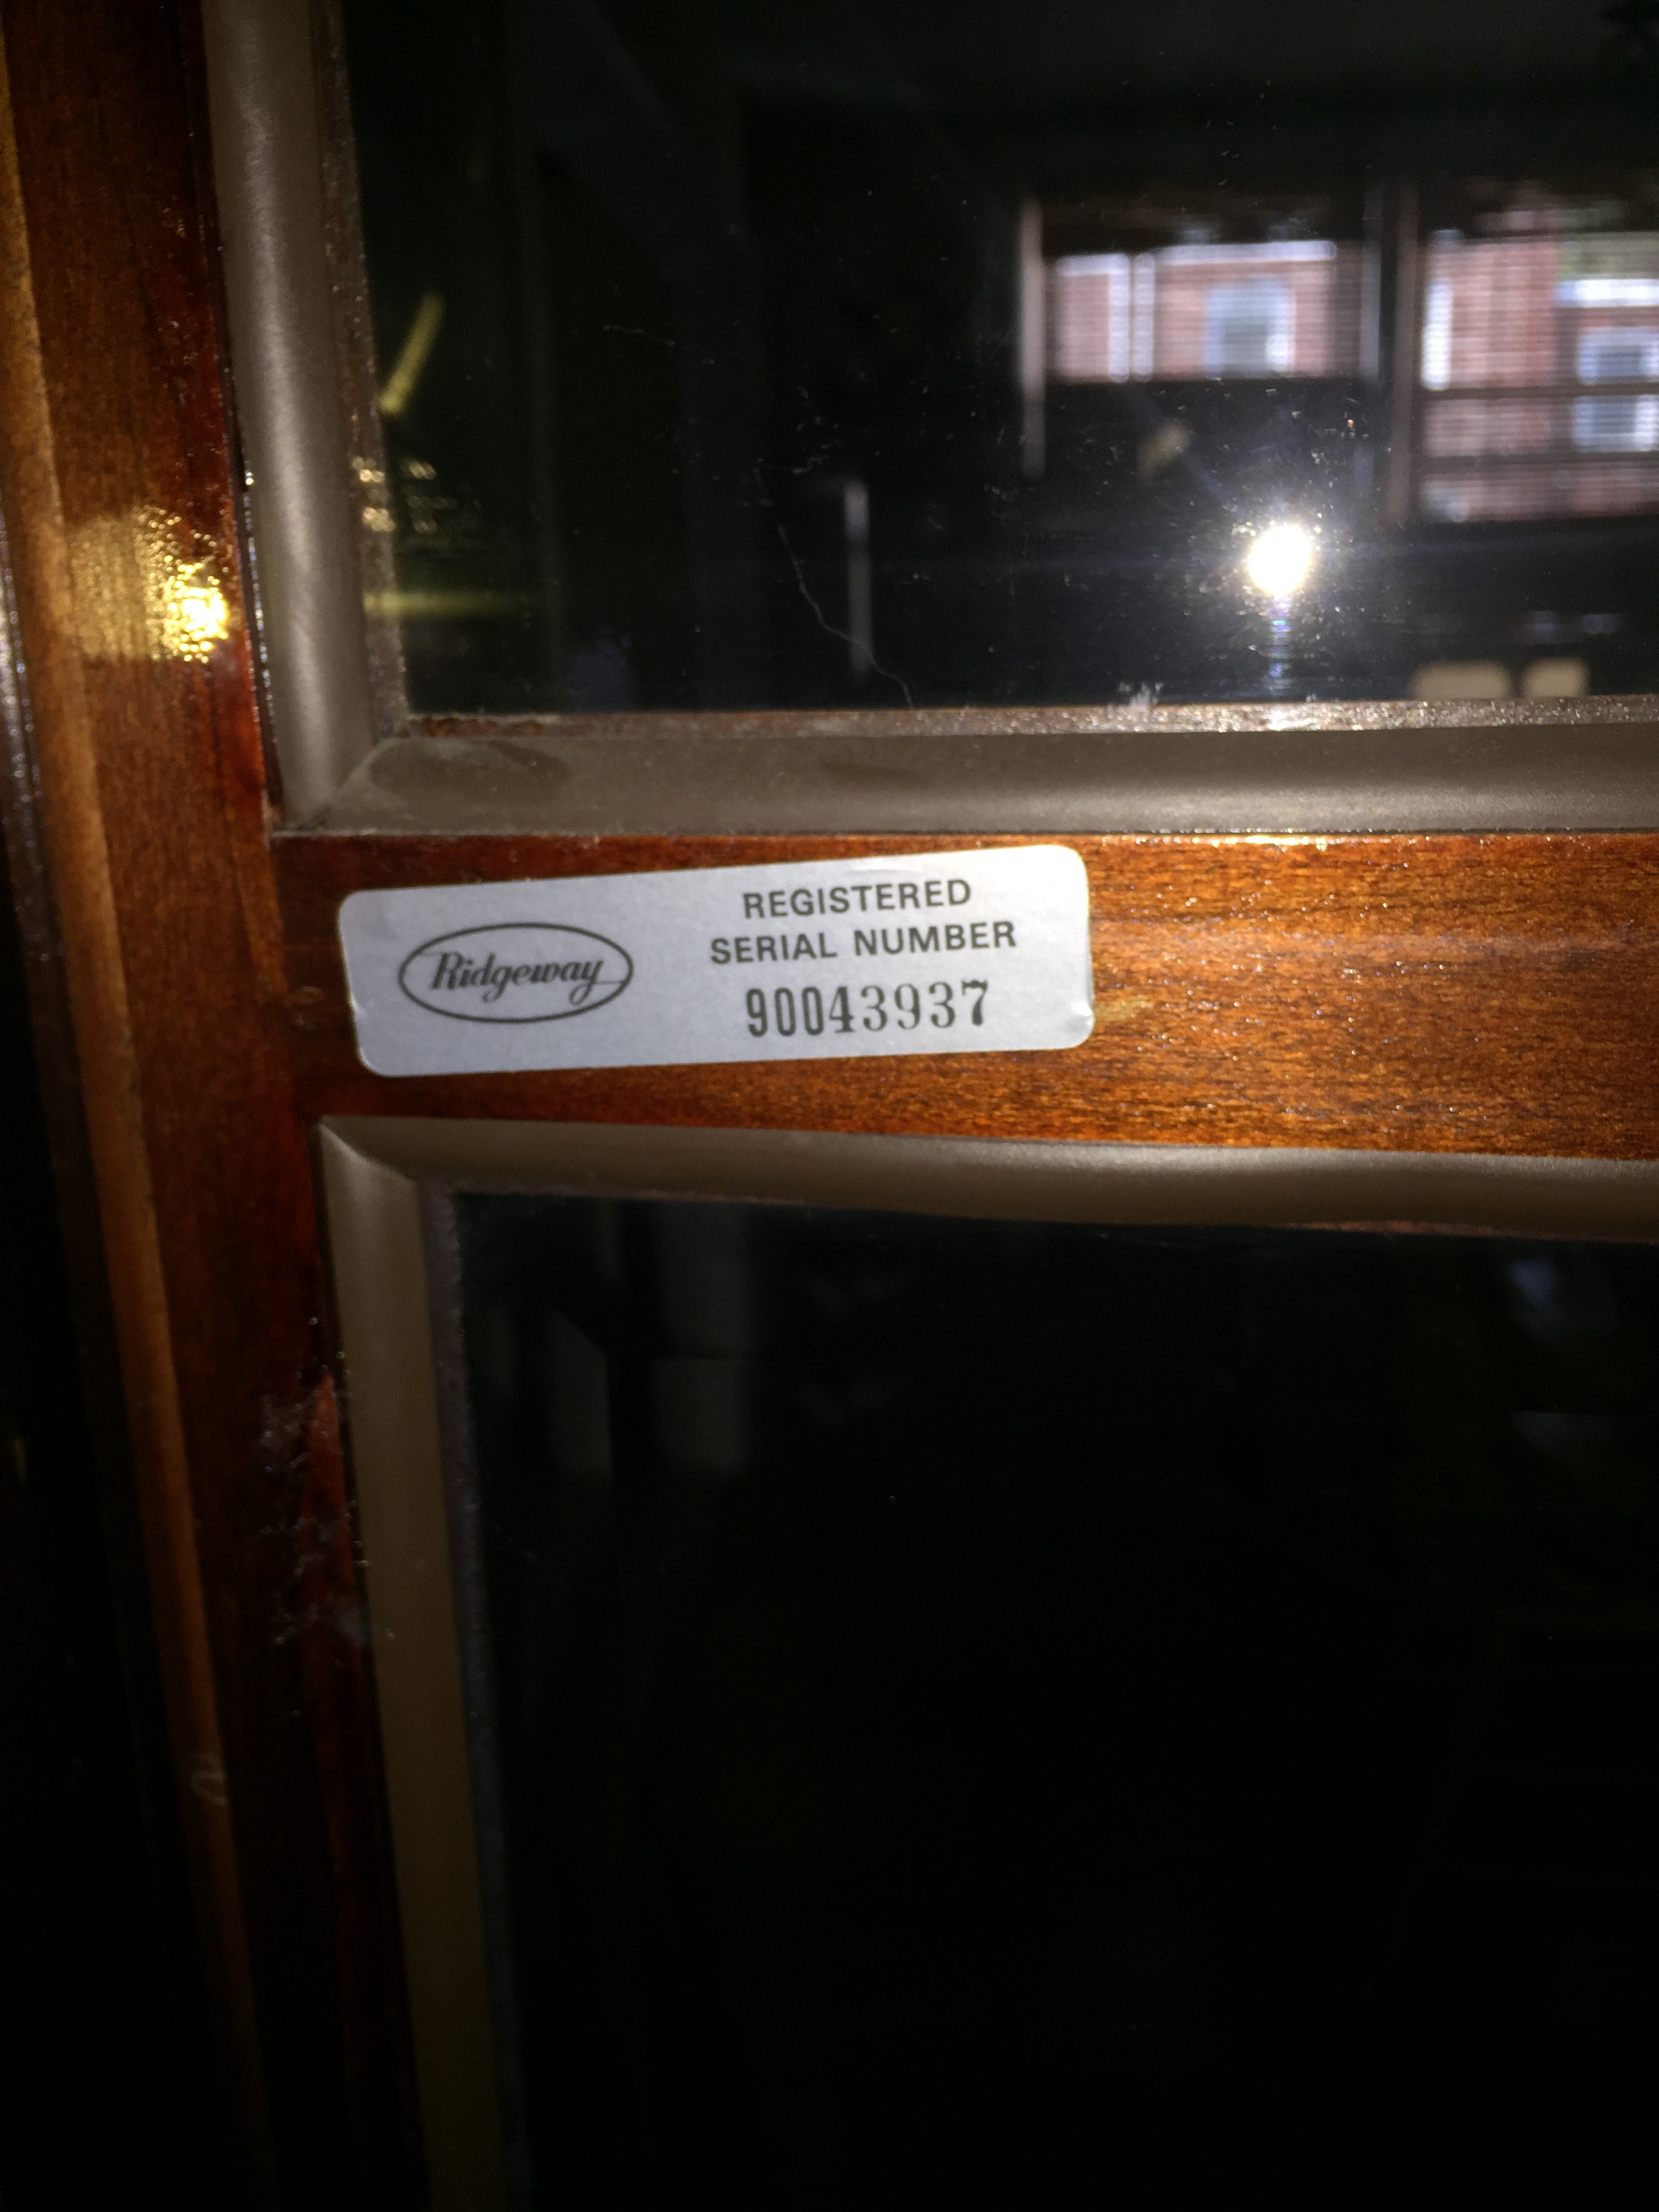 Ridgeway
REGISTERED
SERIAL NUMBER
90043937